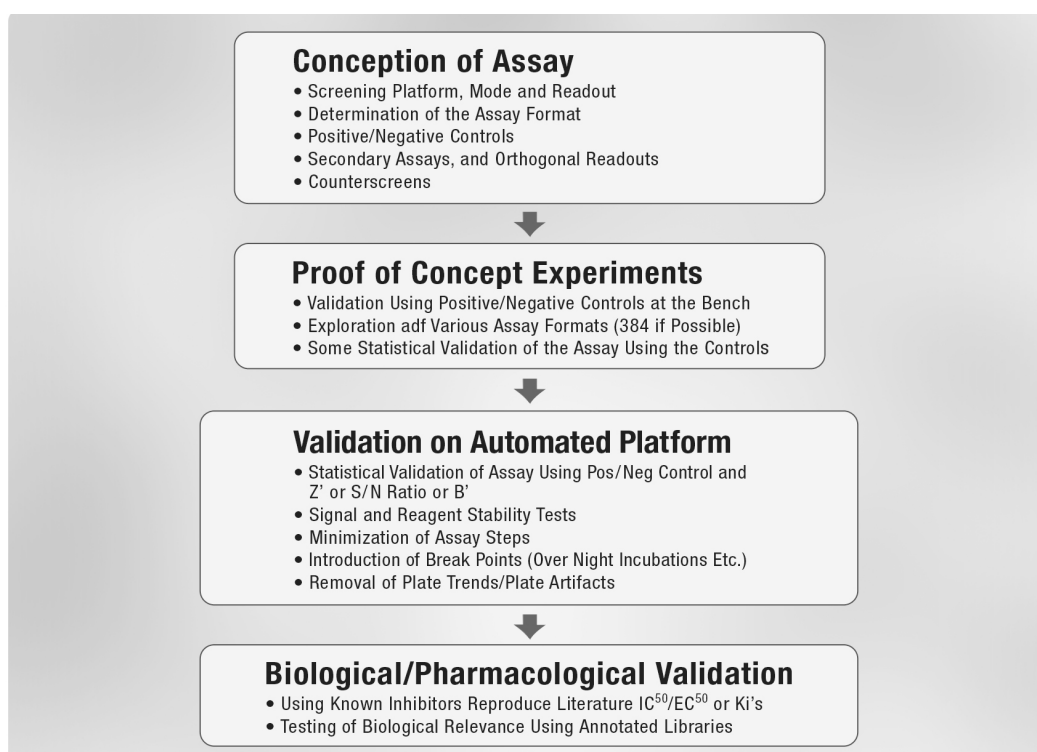 Conception of Assay
• Screening Platform, Mode and Readout
• Determination of the Assay Format
• Positive/Negative Controls
• Secondary Assays, and Orthogonal Readouts
• Counterscreens
Proof of Concept Experiments
• Validation Using Positive/Negative Controls at the Bench
• Exploration adf Various Assay Formats (384 if Possible)
• Some Statistical Validation of the Assay Using the Controls
Validation on Automated Platform
• Statistical Validation of Assay Using Pos/Neg Control and
Z’ or S/N Ratio or B’
• Signal and Reagent Stability Tests
• Minimization of Assay Steps
• Introduction of Break Points (Over Night Incubations Etc.)
• Removal of Plate Trends/Plate Artifacts
Biological/Pharmacological Validation
• Using Known Inhibitors Reproduce Literature IC⁵⁰/EC⁵⁰ or Ki’s
• Testing of Biological Relevance Using Annotated Libraries